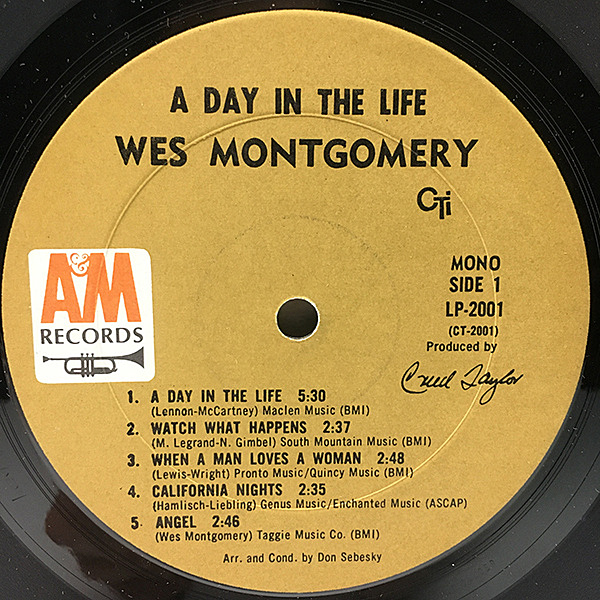 A DAY IN THE LIFE
WES MONTGOMERY
CTi
A&M
RECORDS
MONO
SIDE 1
LP-2001
(CT-2001)
Produced by
Creed Taylor
1. A DAY IN THE LIFE 5:30
(Lennon-McCartney) Maclen Music (BMI)
2. WATCH WHAT HAPPENS 2:37
(M. Legrand-N. Gimbel) South Mountain Music (BMI)
3. WHEN A MAN LOVES A WOMAN 2:48
(Lewis-Wright) Pronto Music/Quincy Music (BMI)
4. CALIFORNIA NIGHTS 2:35
(Hamlisch-Liebling) Genus Music/Enchanted Music (ASCAP)
5 ANGEL 2:46
(Wes Montgomery) Taggie Music Co. (BMI)
Arr. and Cond. by Don Sebesky